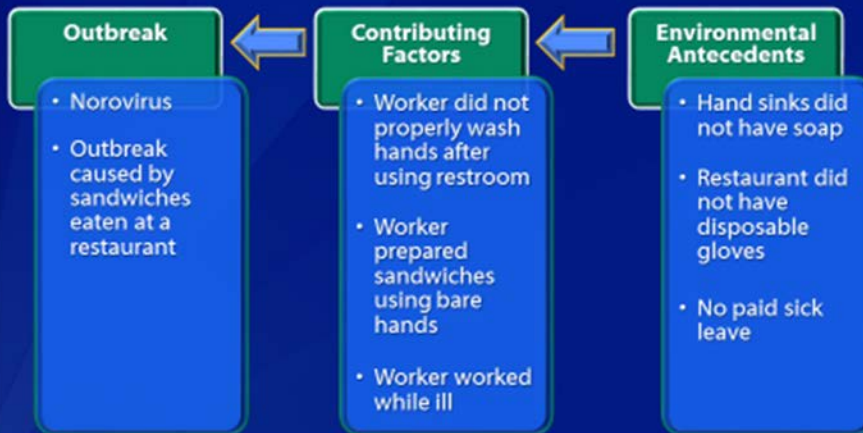 Outbreak
• Norovirus
• Outbreak
caused by
sandwiches
eaten at a
restaurant
Contributing
Factors
• Worker did not
properly wash
hands after
using restroom
• Worker
prepared
sandwiches
using bare
hands
• Worker worked
while ill
Environmental
Antecedents
• Hand sinks did
not have soap
• Restaurant did
not have
disposable
gloves
• No paid sick
leave